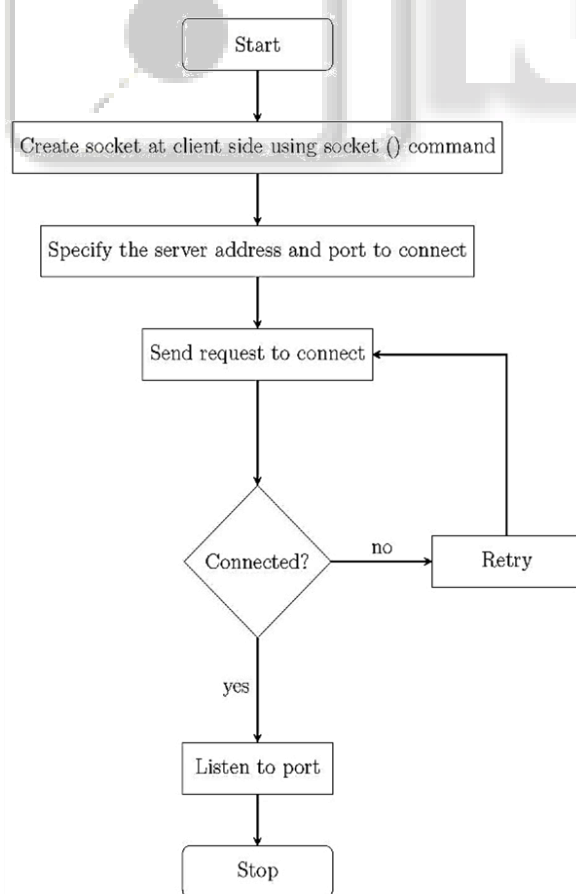 Start
Create socket at client side using socket () command
Specify the server address and port to connect
Send request to connect
Connected?
no
Retry
yes
Listen to port
Stop